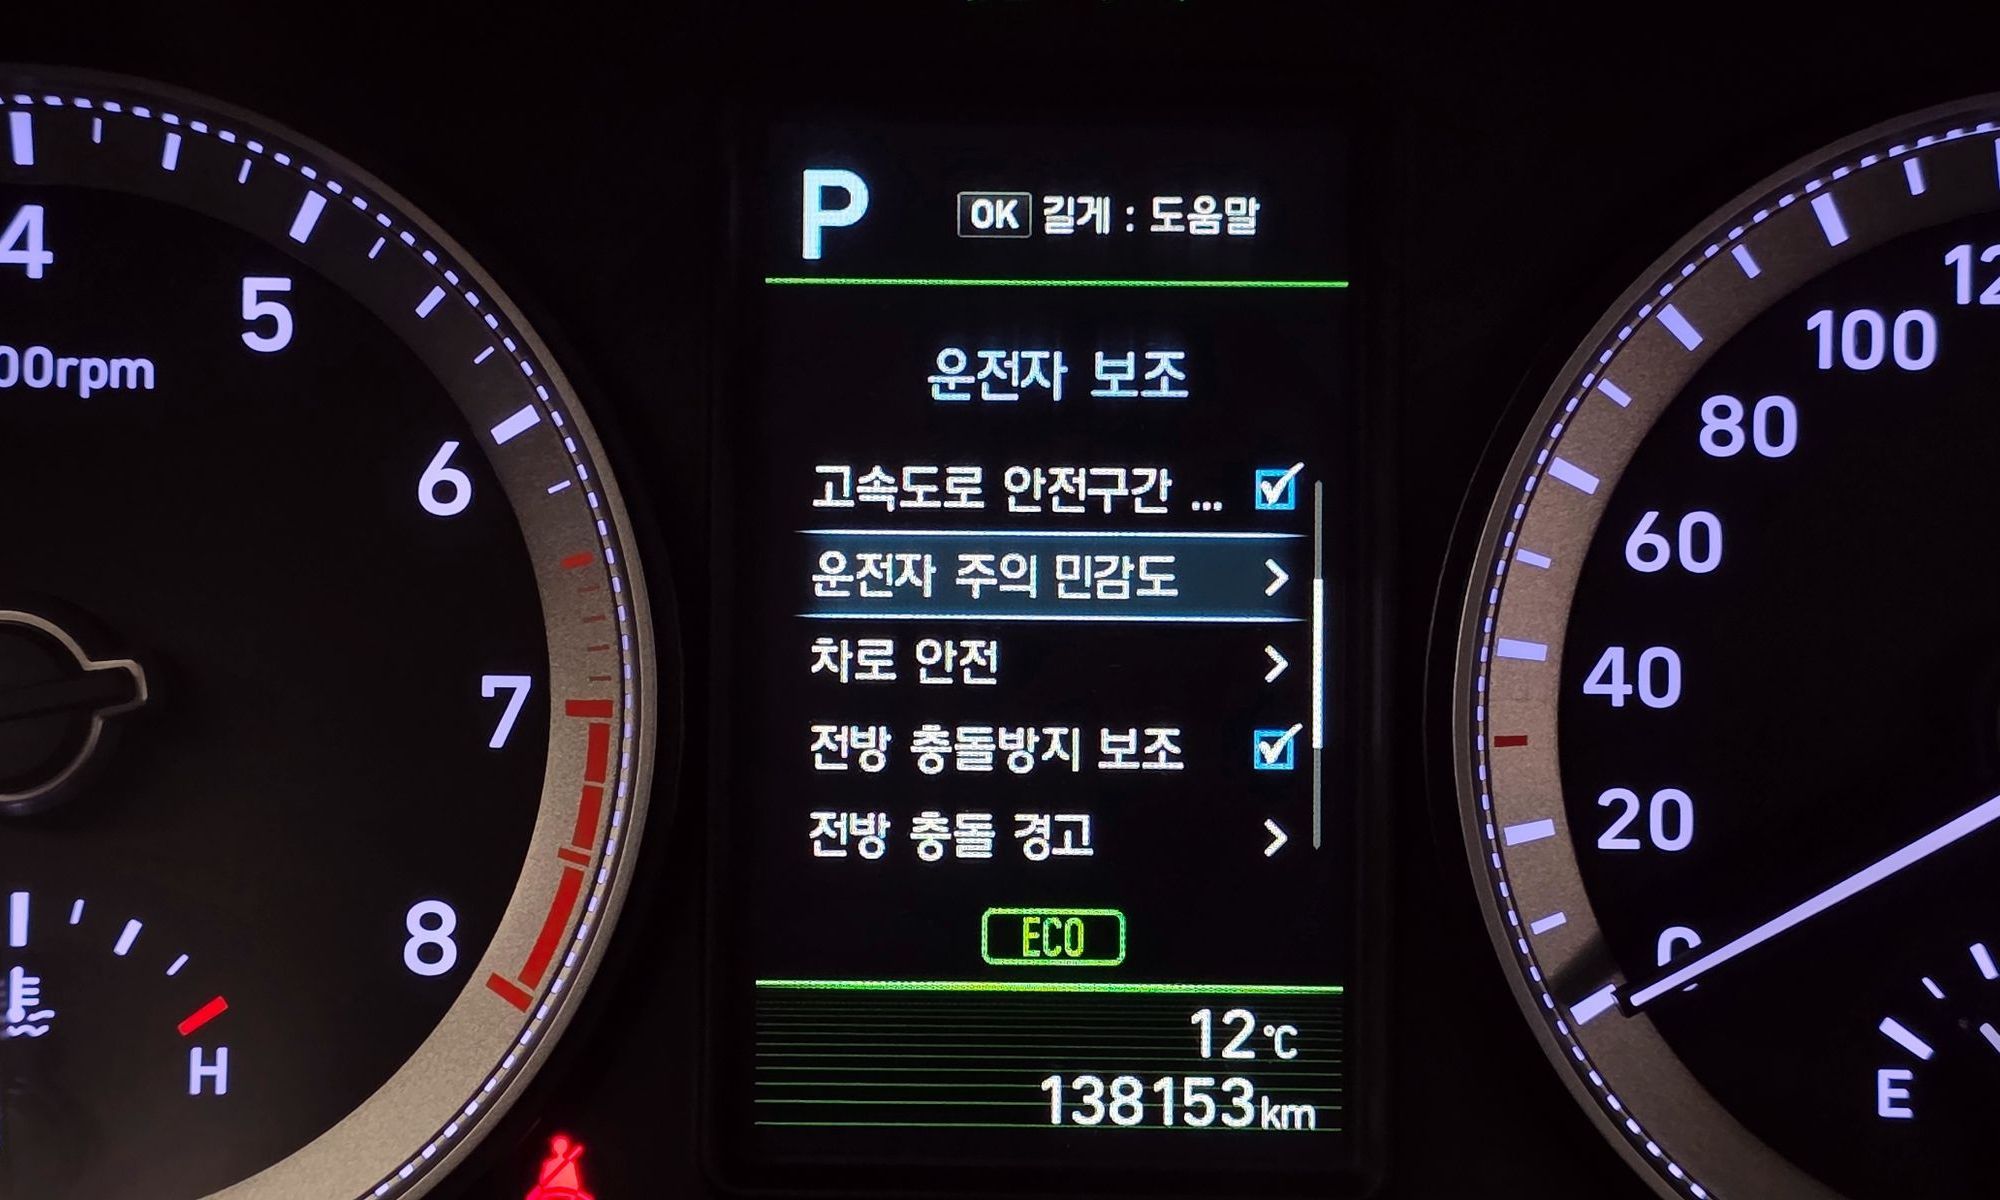 P
OK 길게 : 도움말
운전자 보조
고속도로 안전구간 ...
운전자 주의 민감도
차로 안전
전방 충돌방지 보조
전방 충돌 경고
ECO
12℃
138153km
4
5
00rpm
6
7
8
H
12
100
80
60
40
20
0
E